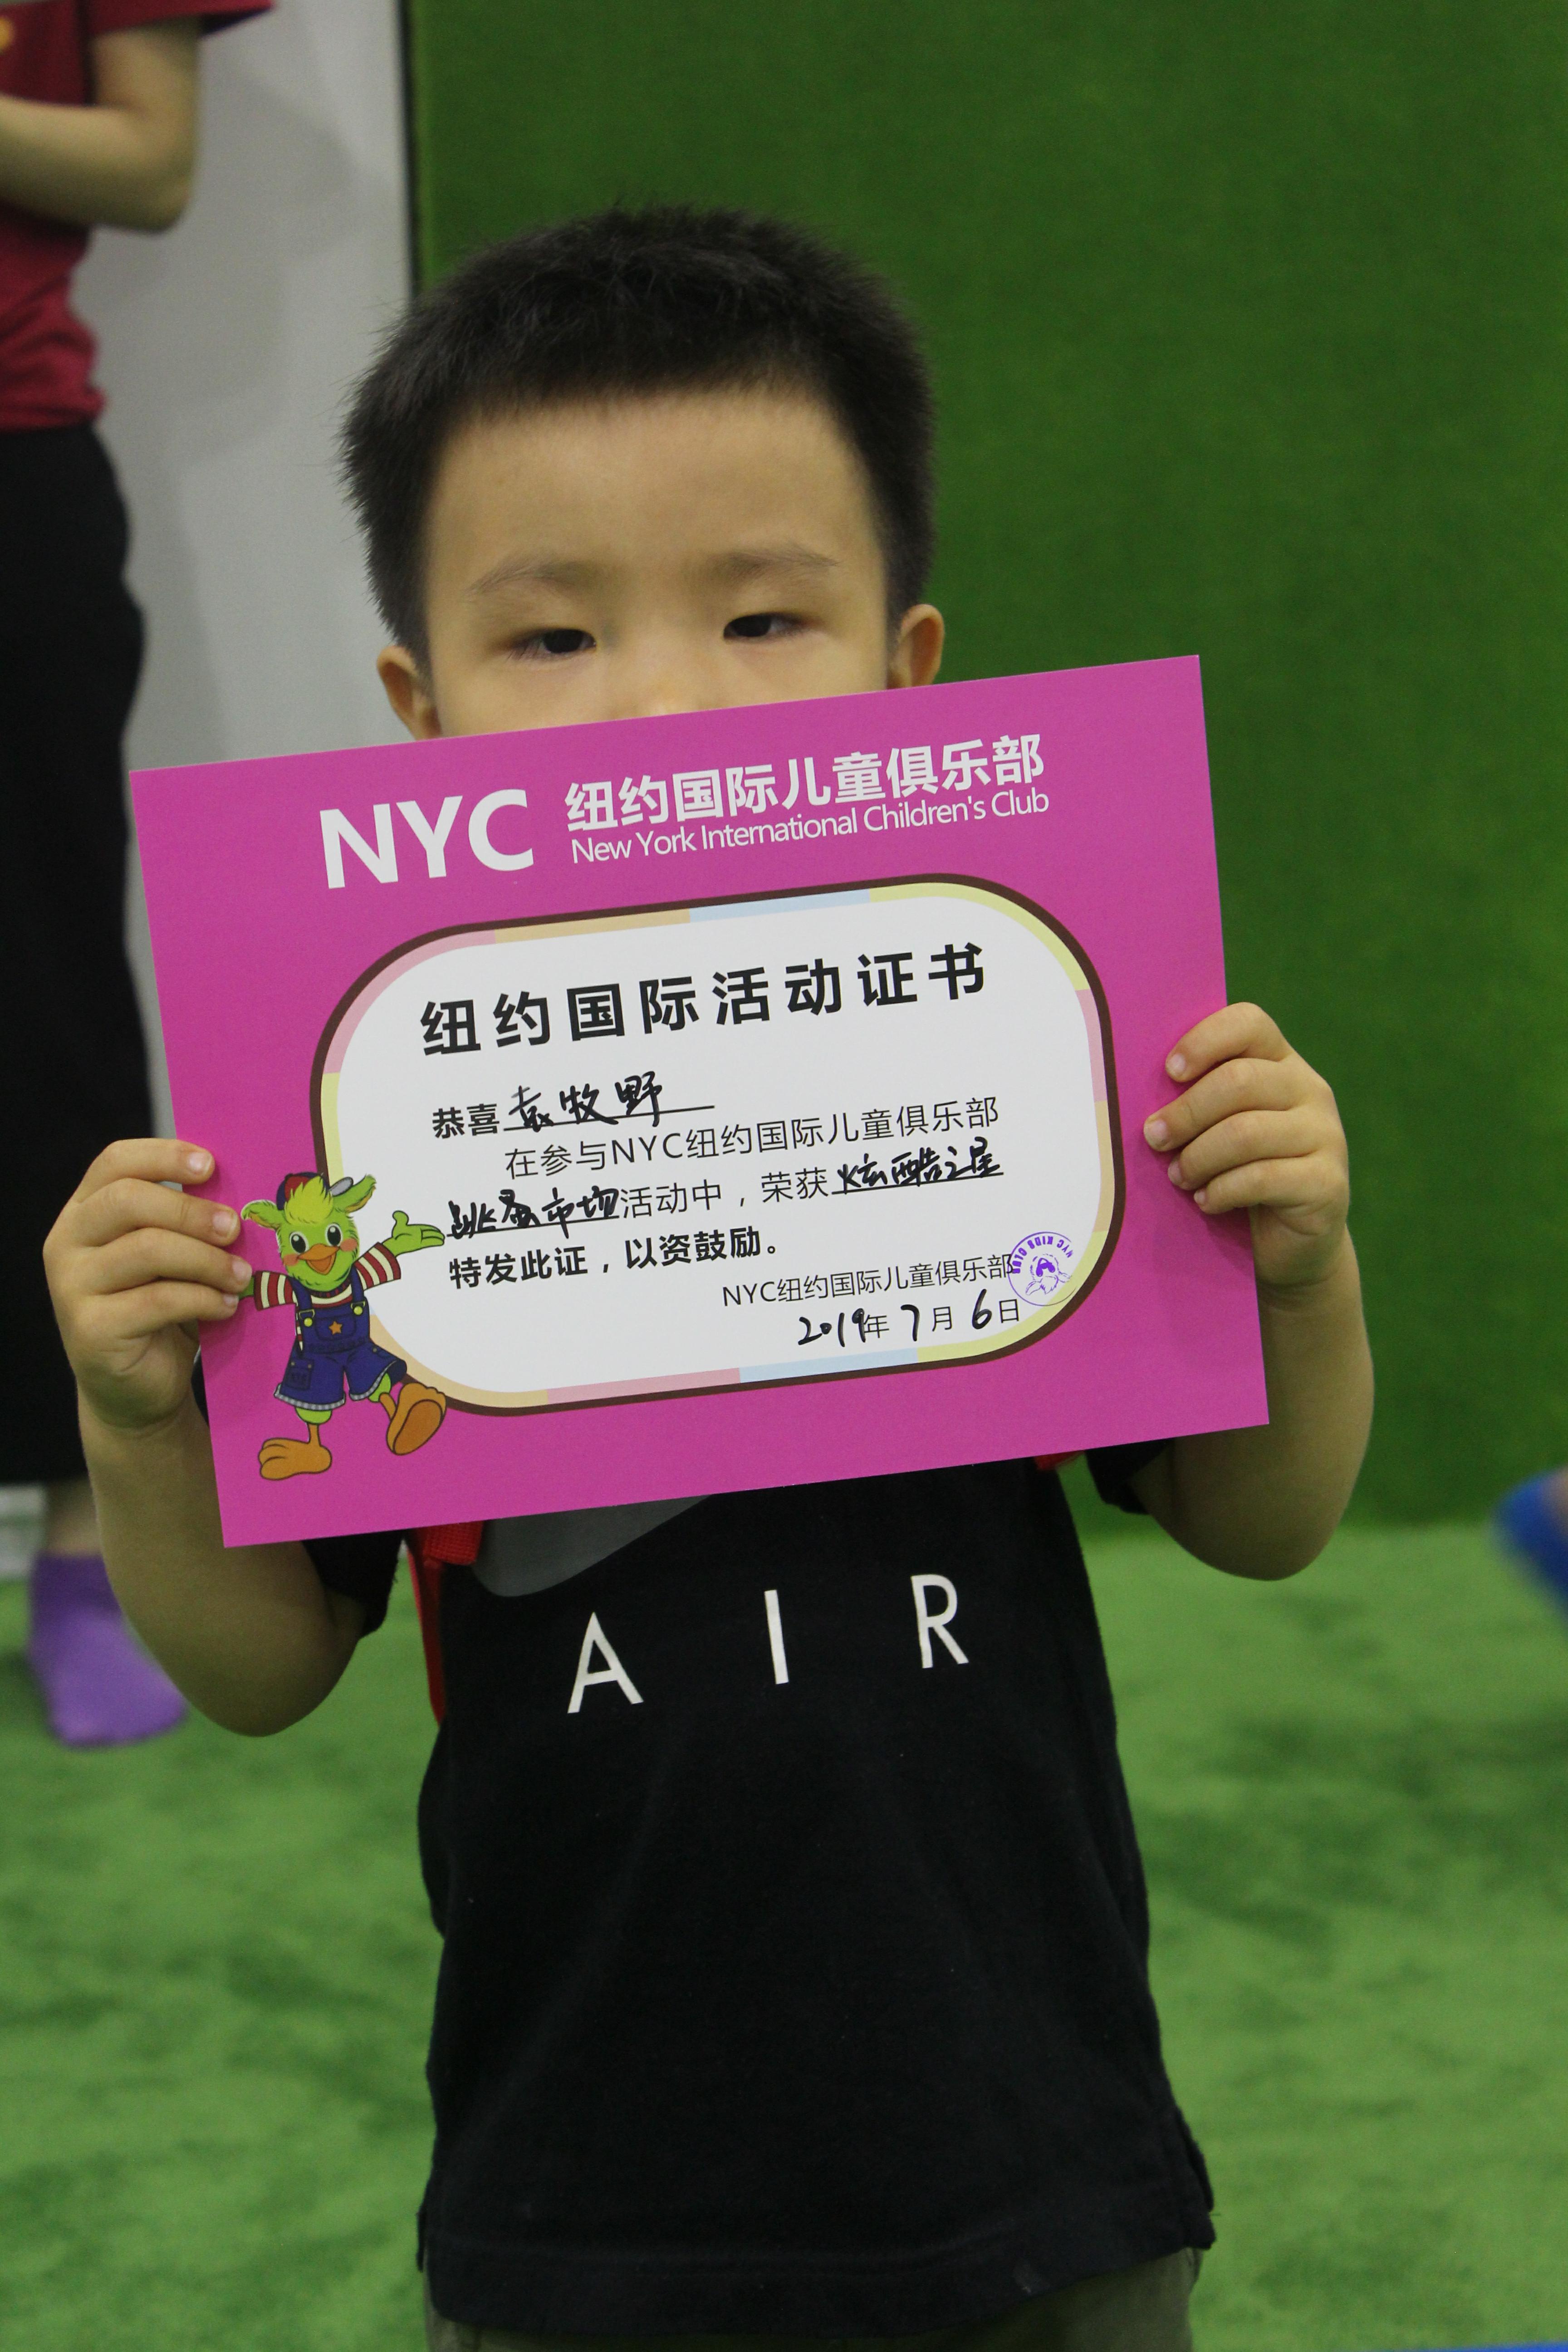 NYC 纽约国际儿童俱乐部
New York International Children's Club
纽约国际活动证书
恭喜袁牧野
在参与NYC纽约国际儿童俱乐部
跳蚤市场活动中，荣获炫酷之星
特发此证，以资鼓励。
NYC纽约国际儿童俱乐部
2019年7月6日
NYC KIDS CLUB
AIR